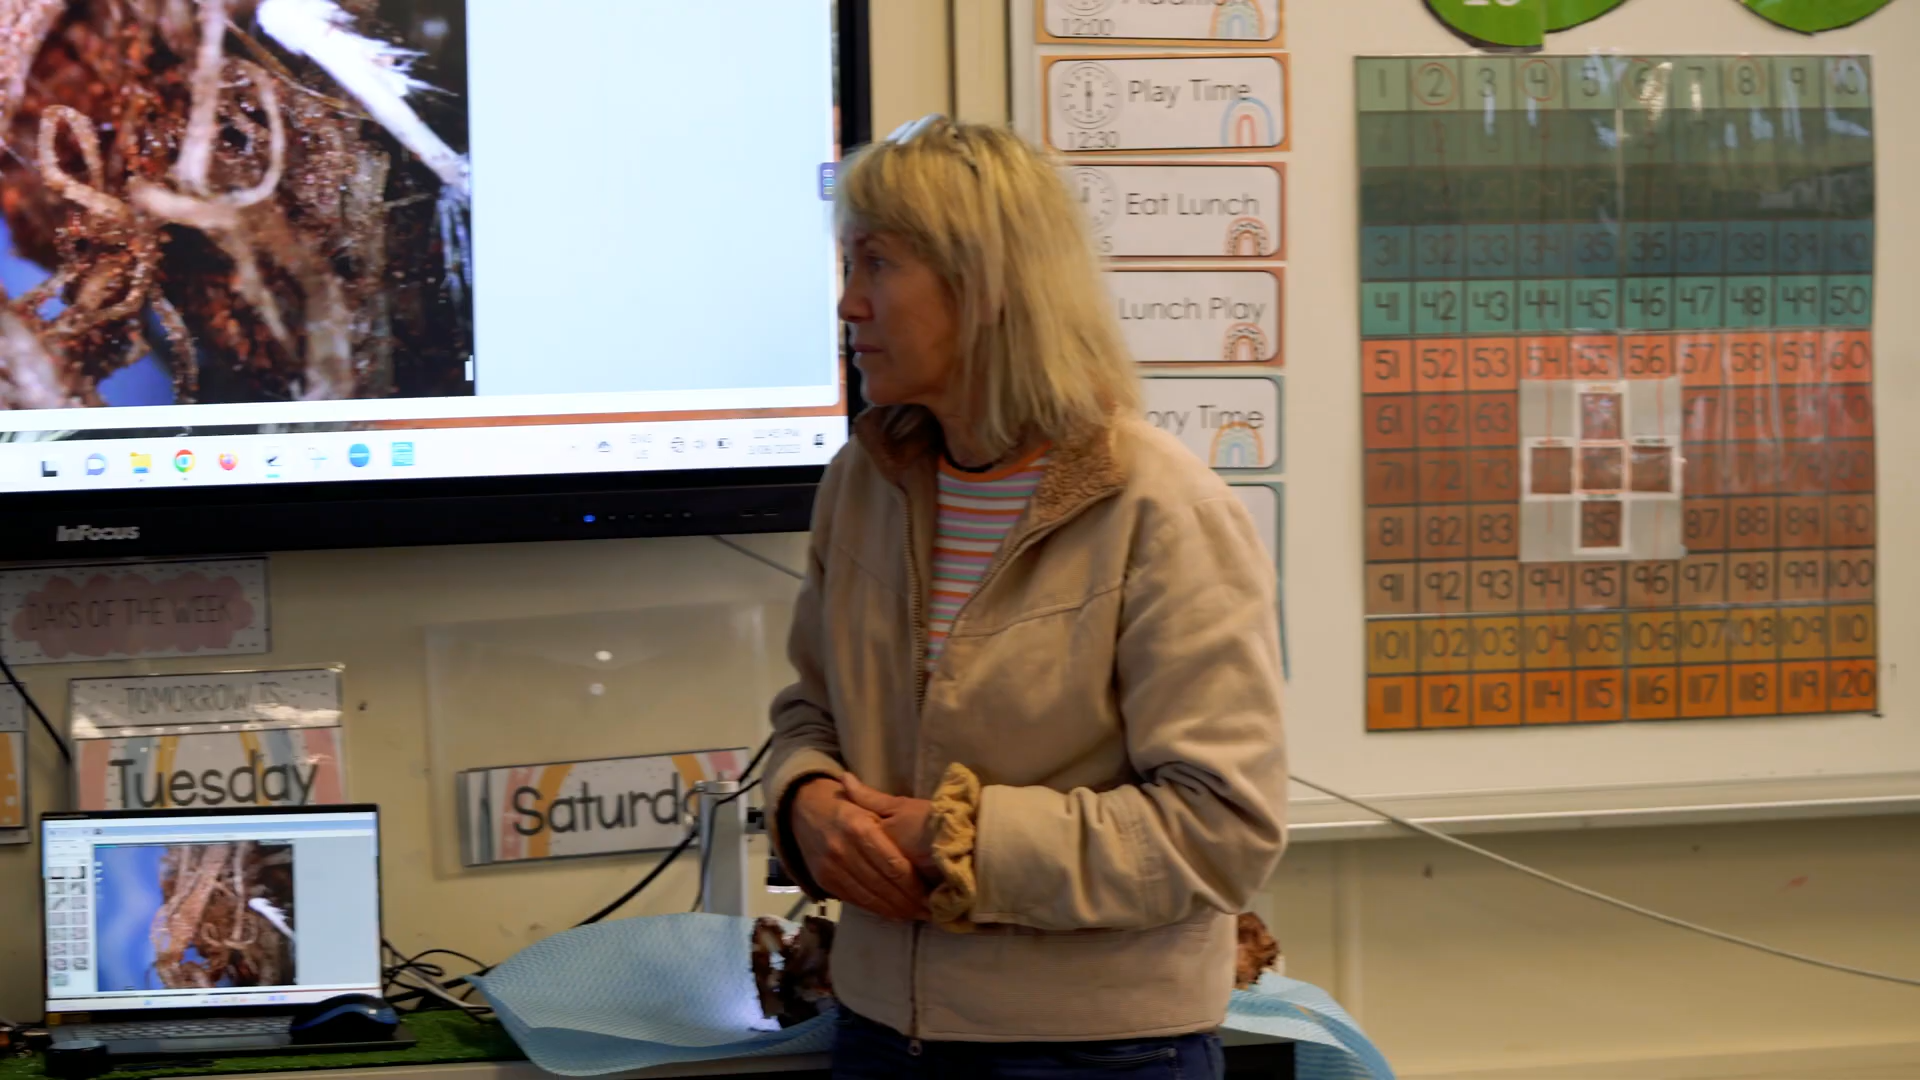 12:00
Play Time
12:30
Eat Lunch
Lunch Play
ory Time
InFocus
ENG
US
DAYS OF THE WEEK
TOMORROW IS
Tuesday
Saturda
1 2 3 4 5 6 7 8 9 10
31 32 33 34 35 36 37 38 39 40
41 42 43 44 45 46 47 48 49 50
51 52 53 54 55 56 57 58 59 60
61 62 63
71 72 73
81 82 83 85 87 88 89 90
91 92 93 94 95 96 97 98 99 100
101 102 103 104 105 106 107 108 109 110
112 113 114 115 116 117 118 119 120